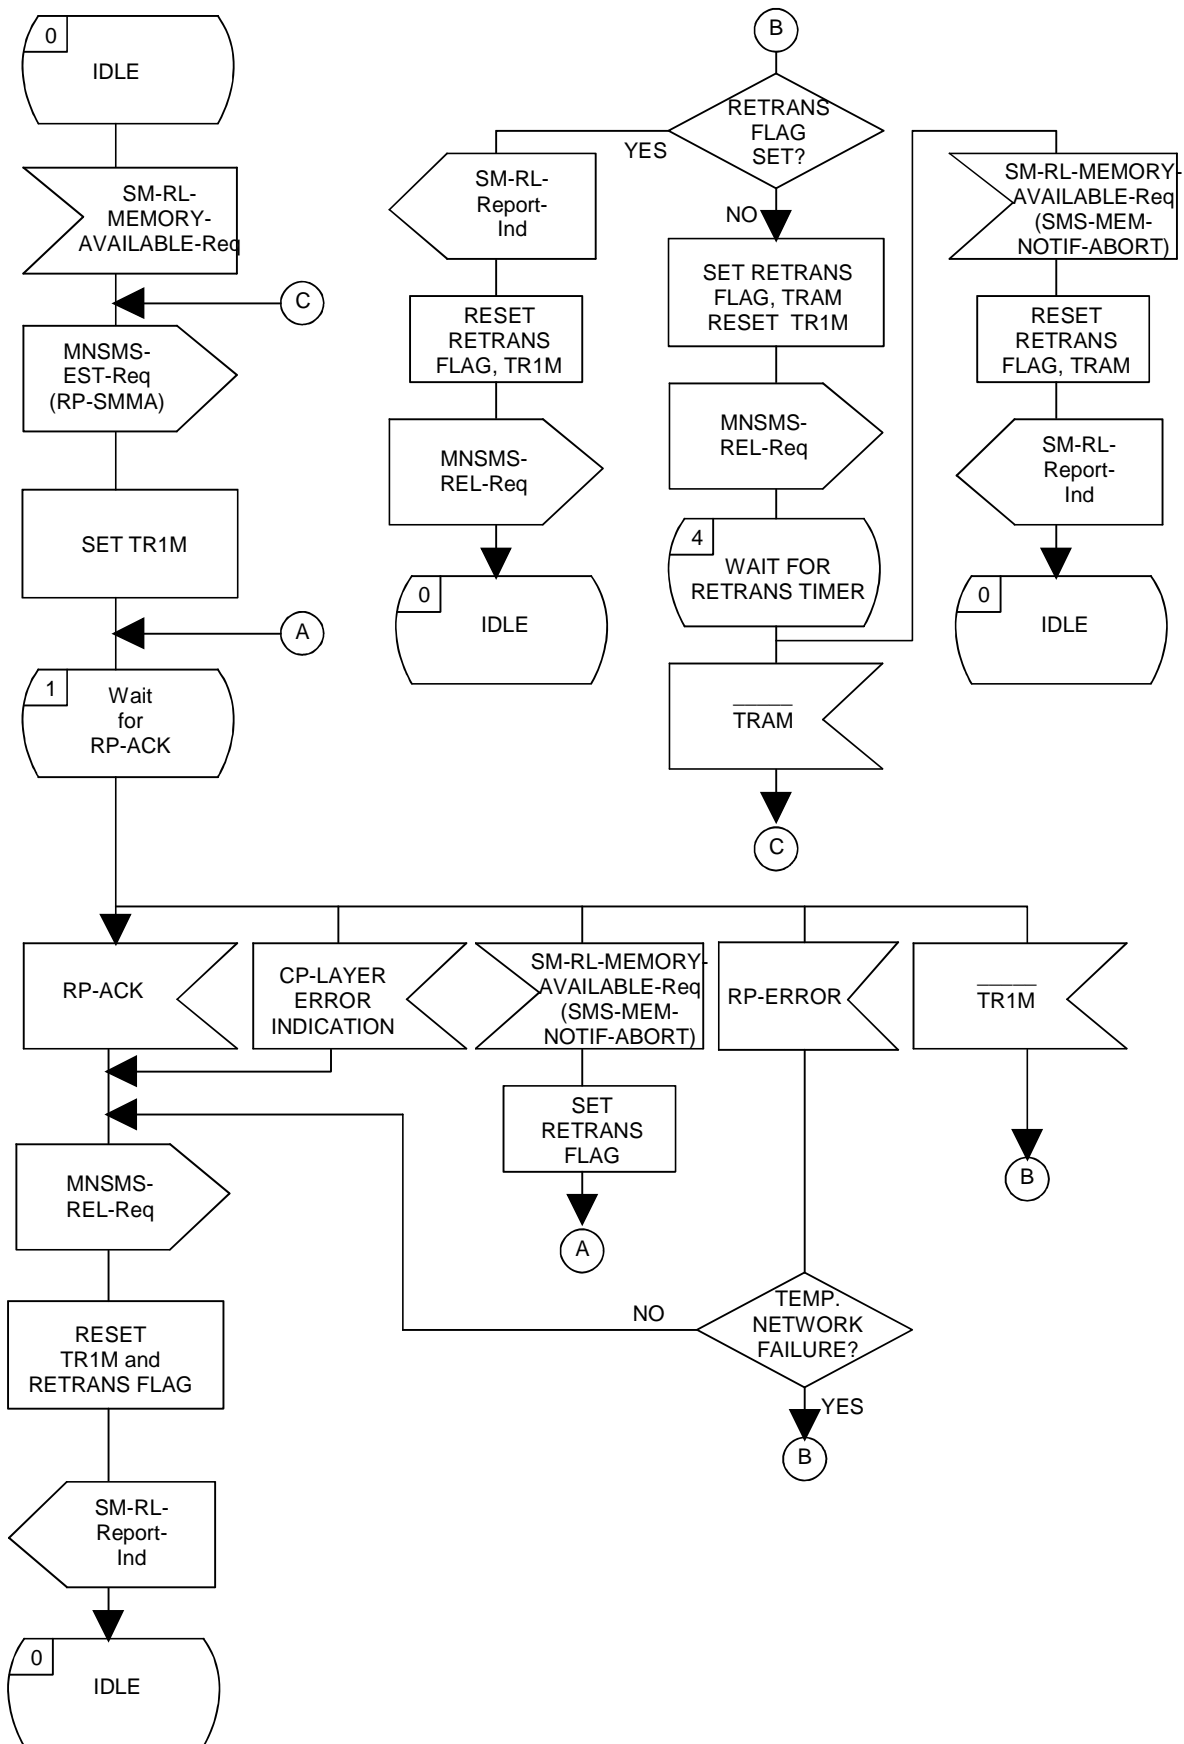 0
IDLE
SM-RL-
MEMORY-
AVAILABLE-Req
C
MNSMS-
EST-Req
(RP-SMMA)
SET TR1M
A
1
Wait
for
RP-ACK
B
RETRANS
FLAG
SET?
YES
NO
SM-RL-
Report-
Ind
RESET
RETRANS
FLAG, TR1M
MNSMS-
REL-Req
0
IDLE
SET RETRANS
FLAG, TRAM
RESET TR1M
MNSMS-
REL-Req
4
WAIT FOR
RETRANS TIMER
TRAM
C
SM-RL-MEMORY-
AVAILABLE-Req
(SMS-MEM-
NOTIF-ABORT)
RESET
RETRANS
FLAG, TRAM
SM-RL-
Report-
Ind
0
IDLE
RP-ACK
CP-LAYER
ERROR
INDICATION
SM-RL-MEMORY-
AVAILABLE-Req
(SMS-MEM-
NOTIF-ABORT)
RP-ERROR
TR1M
SET
RETRANS
FLAG
A
B
MNSMS-
REL-Req
TEMP.
NETWORK
FAILURE?
NO
YES
B
RESET
TR1M and
RETRANS FLAG
SM-RL-
Report-
Ind
0
IDLE